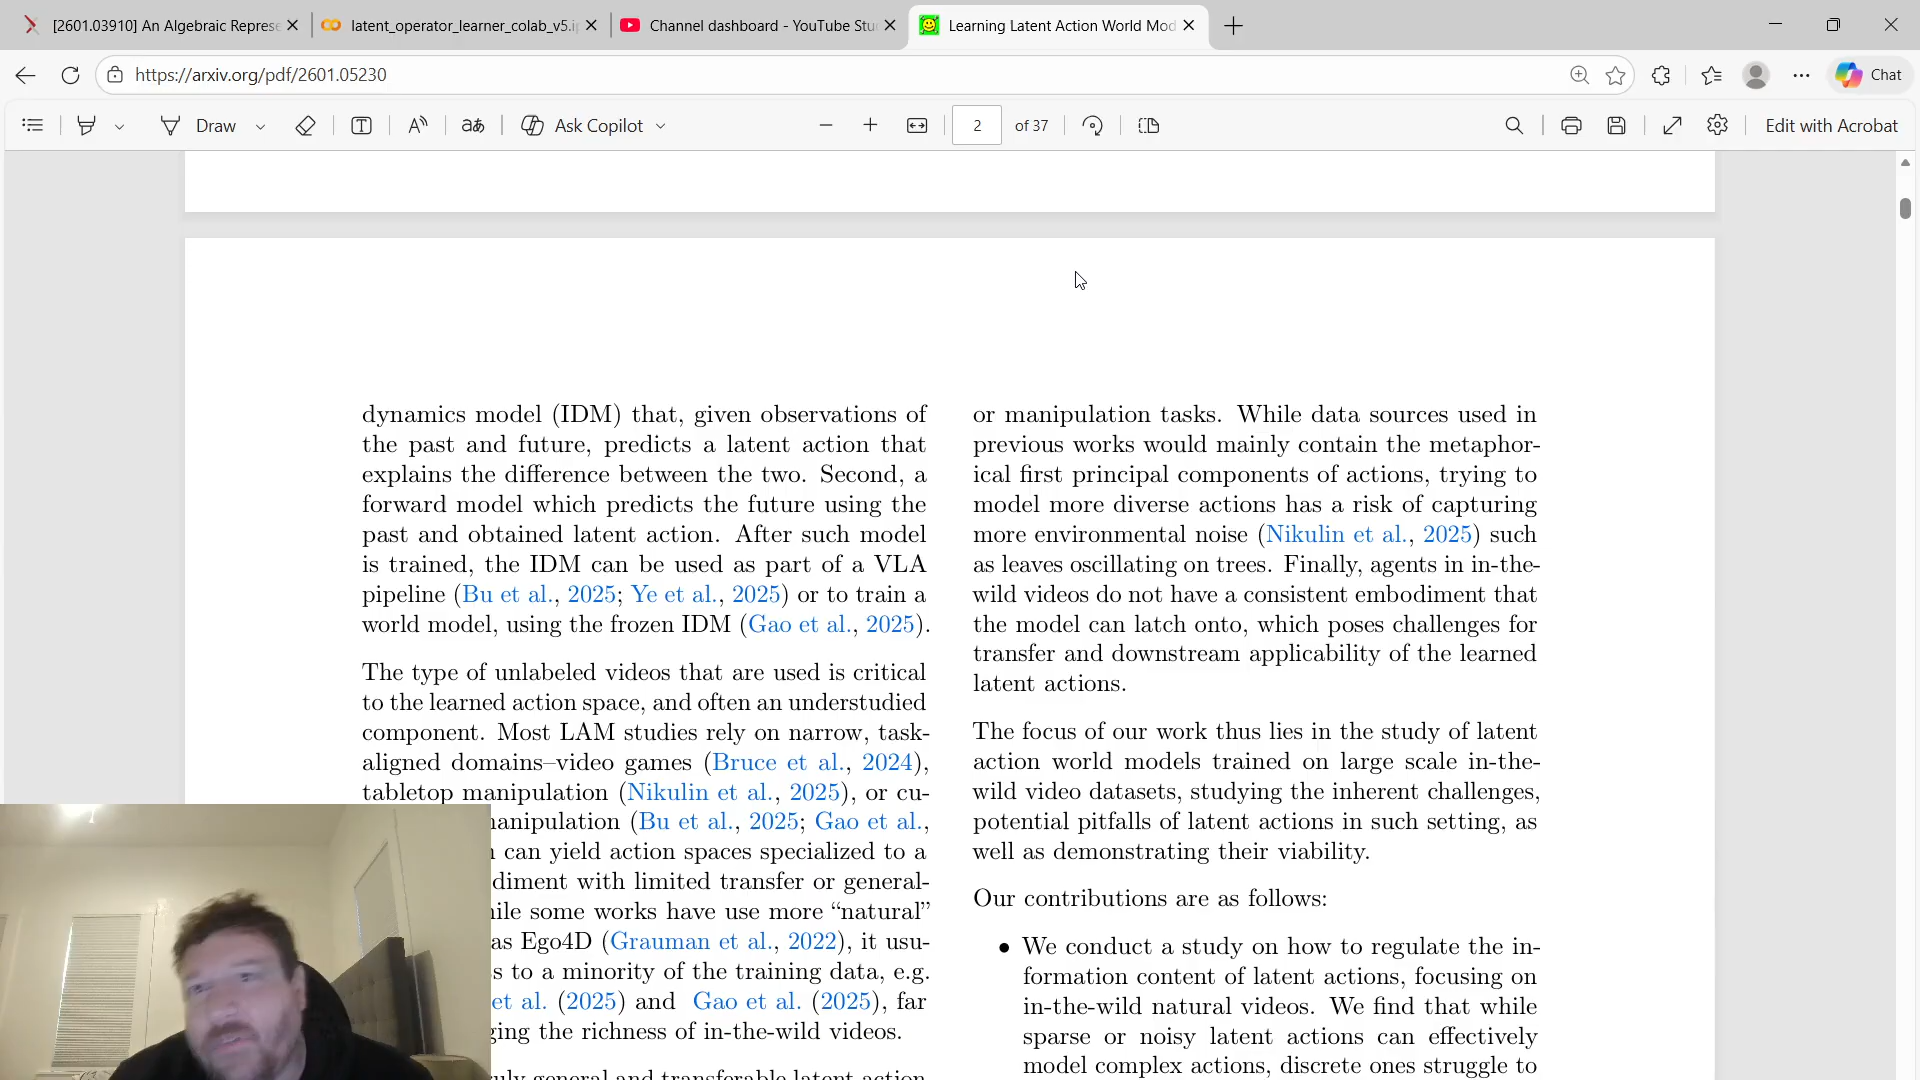 [2601.03910] An Algebraic Represe
latent_operator_learner_colab_v5.i
Channel dashboard - YouTube Stu
Learning Latent Action World Mod
https://arxiv.org/pdf/2601.05230
Chat
Draw
Ask Copilot
2
of 37
Edit with Acrobat
dynamics model (IDM) that, given observations of
the past and future, predicts a latent action that
explains the difference between the two. Second, a
forward model which predicts the future using the
past and obtained latent action. After such model
is trained, the IDM can be used as part of a VLA
pipeline (Bu et al., 2025; Ye et al., 2025) or to train a
world model, using the frozen IDM (Gao et al., 2025).
The type of unlabeled videos that are used is critical
to the learned action space, and often an understudied
component. Most LAM studies rely on narrow, task-
aligned domains–video games (Bruce et al., 2024),
tabletop manipulation (Nikulin et al., 2025), or cu-
manipulation (Bu et al., 2025; Gao et al.,
can yield action spaces specialized to a
diment with limited transfer or general-
ile some works have use more “natural”
as Ego4D (Grauman et al., 2022), it usu-
s to a minority of the training data, e.g.
et al. (2025) and Gao et al. (2025), far
ging the richness of in-the-wild videos.
uly general and transferable latent action
or manipulation tasks. While data sources used in
previous works would mainly contain the metaphor-
ical first principal components of actions, trying to
model more diverse actions has a risk of capturing
more environmental noise (Nikulin et al., 2025) such
as leaves oscillating on trees. Finally, agents in in-the-
wild videos do not have a consistent embodiment that
the model can latch onto, which poses challenges for
transfer and downstream applicability of the learned
latent actions.
The focus of our work thus lies in the study of latent
action world models trained on large scale in-the-
wild video datasets, studying the inherent challenges,
potential pitfalls of latent actions in such setting, as
well as demonstrating their viability.
Our contributions are as follows:
• We conduct a study on how to regulate the in-
formation content of latent actions, focusing on
in-the-wild natural videos. We find that while
sparse or noisy latent actions can effectively
model complex actions, discrete ones struggle to